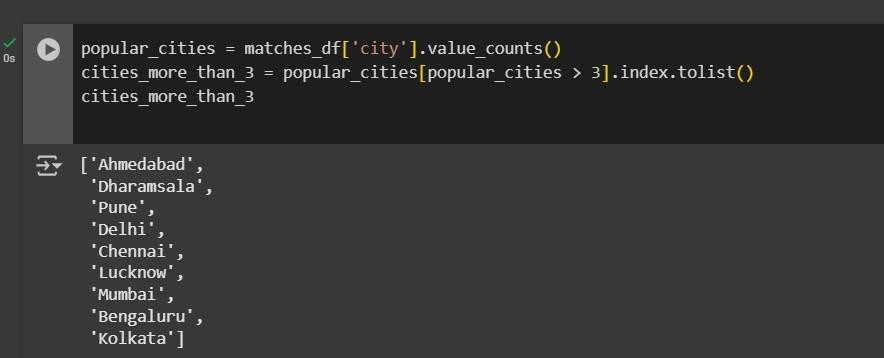 0s
popular_cities = matches_df['city'].value_counts()
cities_more_than_3 = popular_cities[popular_cities > 3].index.tolist()
cities_more_than_3
['Ahmedabad',
 'Dharamsala',
 'Pune',
 'Delhi',
 'Chennai',
 'Lucknow',
 'Mumbai',
 'Bengaluru',
 'Kolkata']